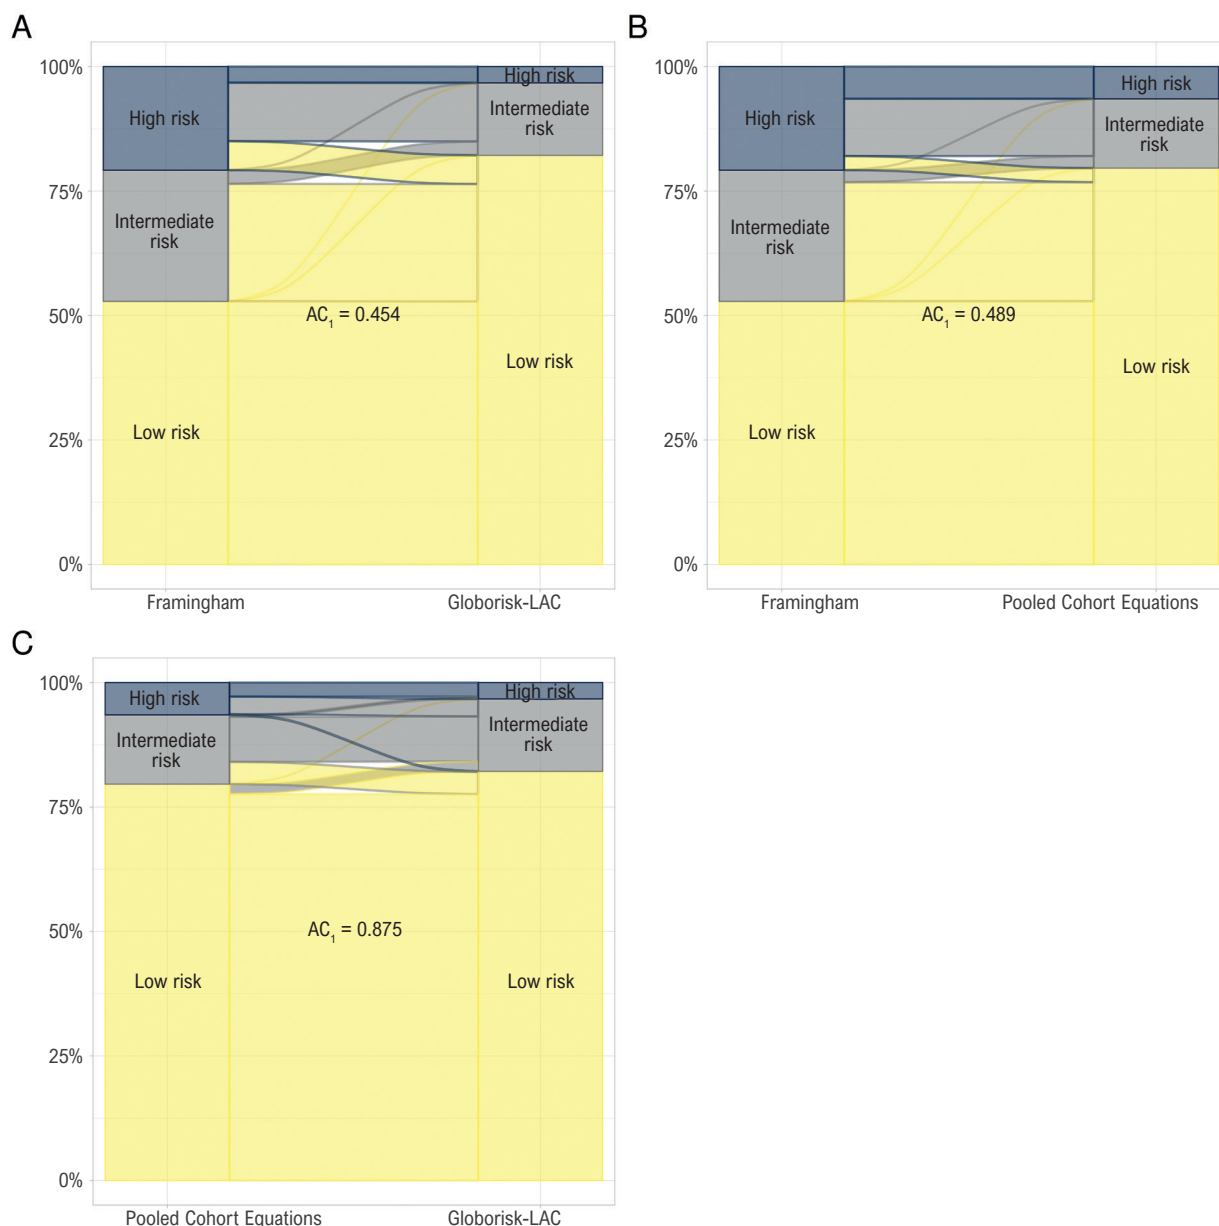 A
100%
75%
50%
25%
0%
High risk
Intermediate
risk
Low risk
High risk
Intermediate
risk
Low risk
AC1 = 0.454
Framingham
Globorisk-LAC
B
100%
75%
50%
25%
0%
High risk
Intermediate
risk
Low risk
High risk
Intermediate
risk
Low risk
AC1 = 0.489
Framingham
Pooled Cohort Equations
C
100%
75%
50%
25%
0%
High risk
Intermediate
risk
Low risk
High risk
Intermediate
risk
Low risk
AC1 = 0.875
Pooled Cohort Equations
Globorisk-LAC